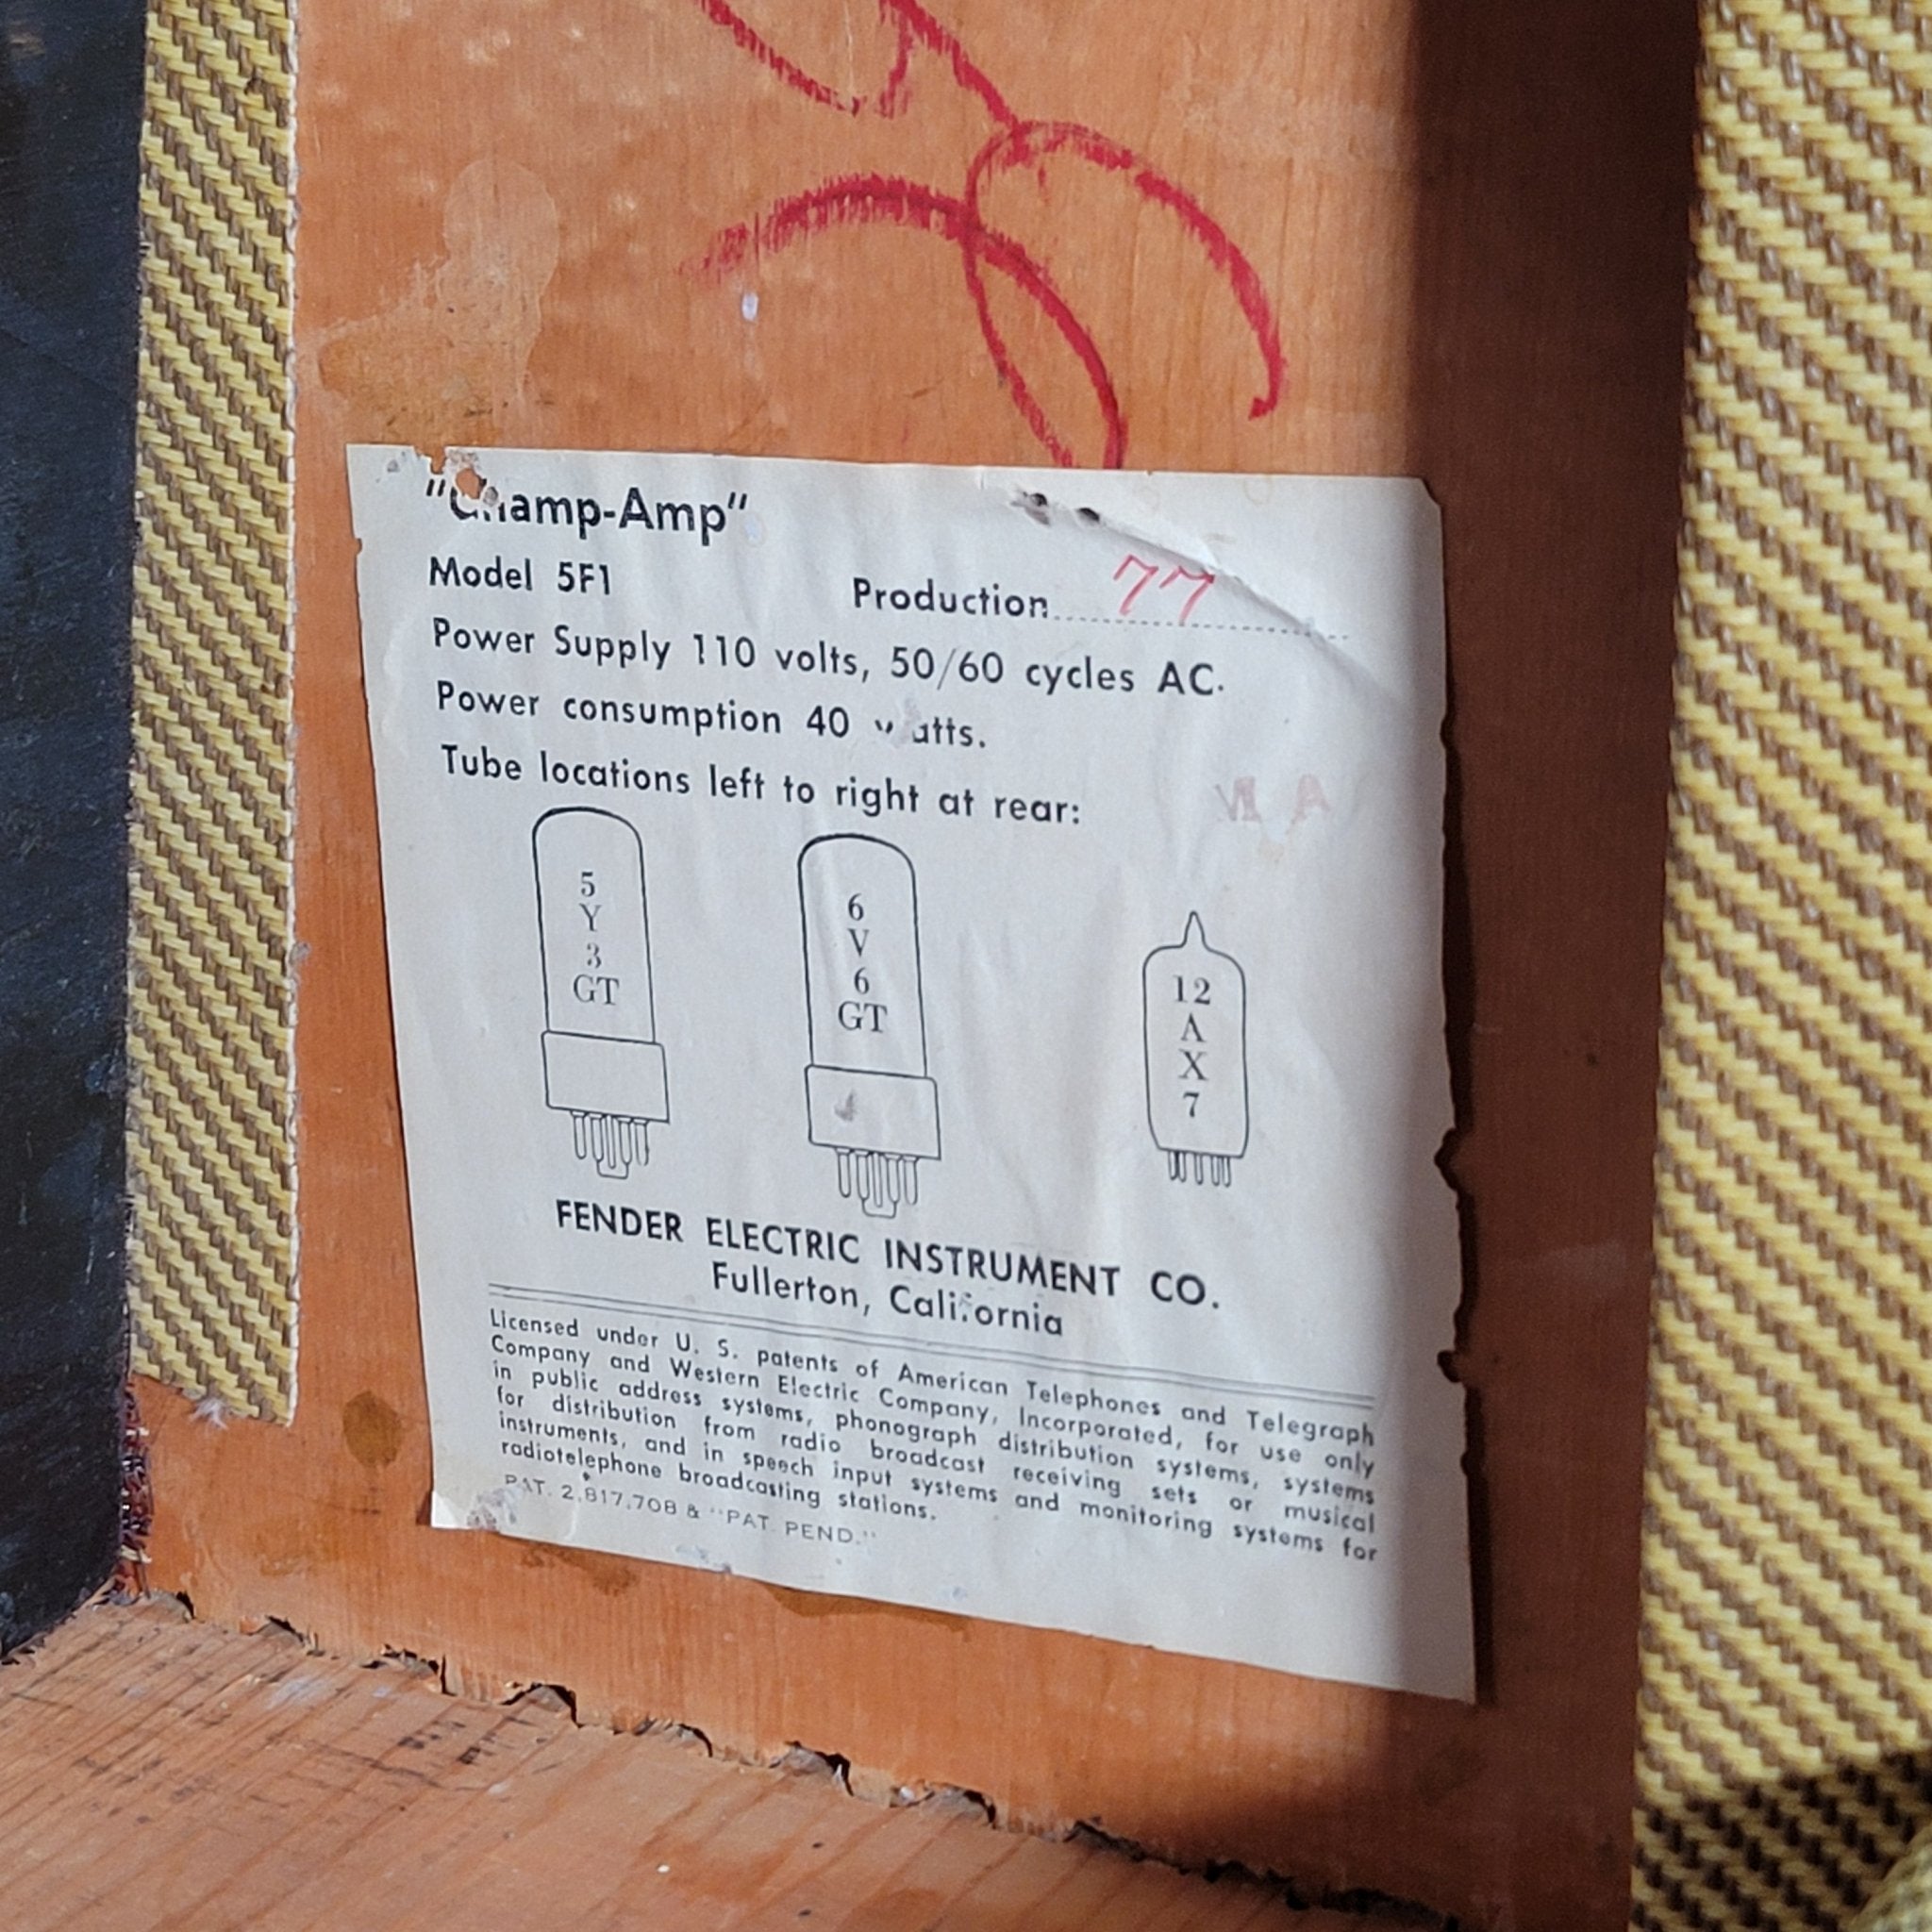 "Champ-Amp"
Model 5F1 Production 77
Power Supply 110 volts, 50/60 cycles AC.
Power consumption 40 watts.
Tube locations left to right at rear:
5
Y
3
GT
6
V
6
GT
12
A
X
7
FENDER ELECTRIC INSTRUMENT CO.
Fullerton, California
Licensed under U. S. patents of American Telephones and Telegraph
Company and Western Electric Company, Incorporated, for use only
in public address systems, phonograph distribution systems, systems
for distribution from radio broadcast receiving sets or musical
instruments, and in speech input systems and monitoring systems for
radiotelephone broadcasting stations.
PAT. 2,817,708 & "PAT. PEND."